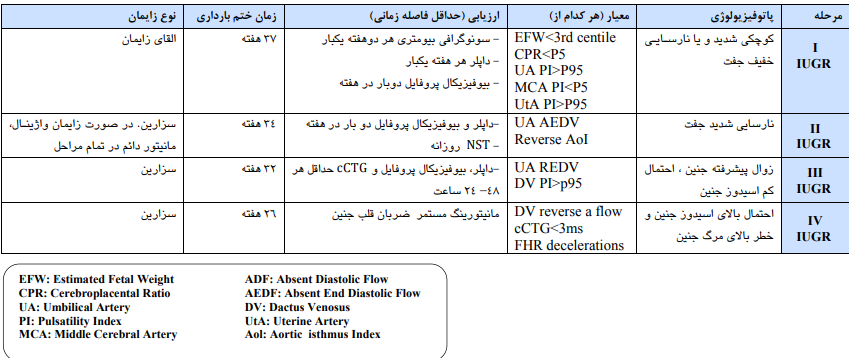 مرحله	پاتوفیزیولوژی	معیار (هر کدام از)	ارزیابی (حداقل فاصله زمانی)	زمان ختم بارداری	نوع زایمان
I
IUGR
کوچکی شدید و یا نارسایی
خفیف جفت
EFW<3rd centile
CPR<P5
UA PI>P95
MCA PI<P5
UtA PI>P95
- سونوگرافی بیومتری هر دوهفته یکبار
- داپلر هر هفته یکبار
- بیوفیزیکال پروفایل دوبار در هفته
۳۷ هفته
القای زایمان
II
IUGR
نارسایی شدید جفت
UA AEDV
Reverse AoI
-داپلر و بیوفیزیکال پروفایل دو بار در هفته
- NST روزانه
۳۴ هفته
سزارین. در صورت زایمان واژینال،
مانیتور دائم در تمام مراحل
III
IUGR
زوال پیشرفته جنین ، احتمال
کم اسیدوز جنین
UA REDV
DV PI>p95
-داپلر، بیوفیزیکال پروفایل و cCTG حداقل هر
۴۸-۲۴ ساعت
۳۲ هفته
سزارین
IV
IUGR
احتمال بالای اسیدوز جنین و
خطر بالای مرگ جنین
DV reverse a flow
cCTG<3ms
FHR decelerations
مانیتورینگ مستمر ضربان قلب جنین
۲۶ هفته
سزارین
EFW: Estimated Fetal Weight
CPR: Cerebroplacental Ratio
UA: Umbilical Artery
PI: Pulsatility Index
MCA: Middle Cerebral Artery
ADF: Absent Diastolic Flow
AEDF: Absent End Diastolic Flow
DV: Dactus Venosus
UtA: Uterine Artery
AoI: Aortic isthmus Index